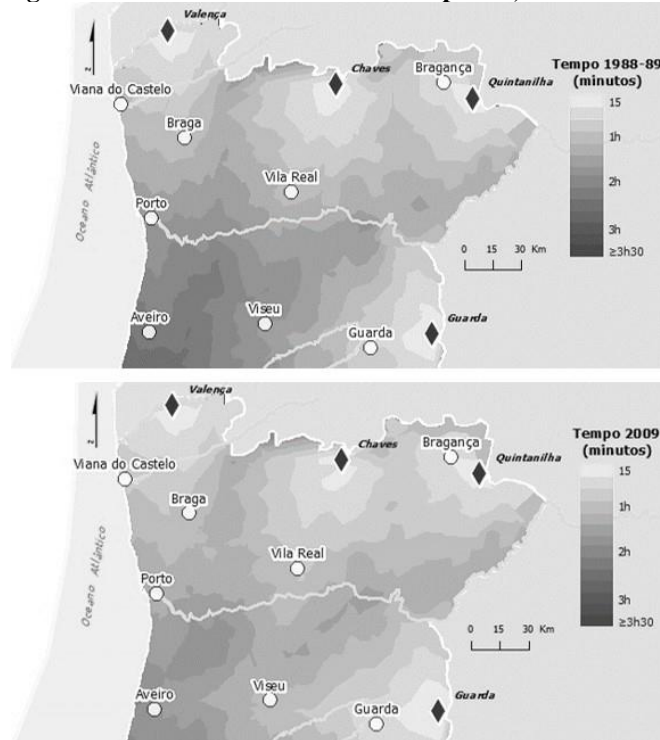 Valença
Chaves
Bragança
Quintanilha
Viana do Castelo
Braga
Vila Real
Porto
Oceano Atlântico
Aveiro
Viseu
Guarda
Guarda
Tempo 1988-89
(minutos)
15
1h
2h
3h
≥3h30
0 15 30 Km
Valença
Chaves
Bragança
Quintanilha
Viana do Castelo
Braga
Vila Real
Porto
Oceano Atlântico
Aveiro
Viseu
Guarda
Guarda
Tempo 2009
(minutos)
15
1h
2h
3h
≥3h30
0 15 30 Km